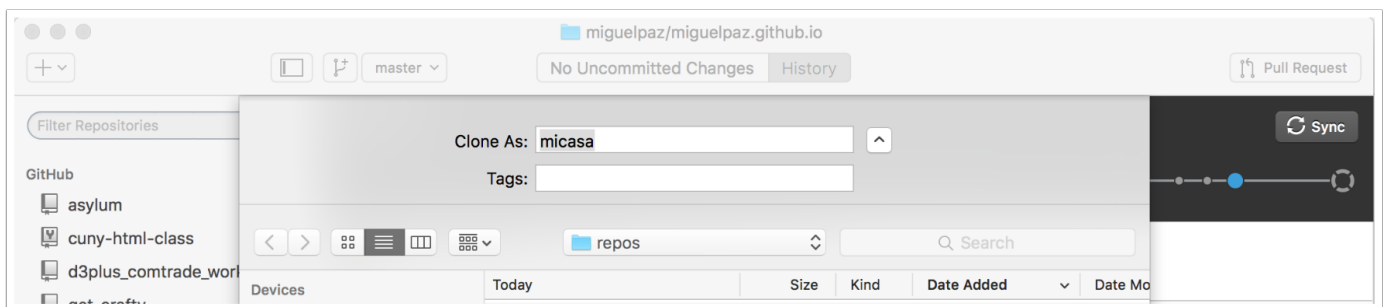 miguelpaz/miguelpaz.github.io
master No Uncommitted Changes History Pull Request
Filter Repositories
Clone As: micasa
Sync
Tags:
GitHub
asylum
cuny-html-class
repos
Search
d3plus_comtrade_work
Devices
Today Size Kind Date Added Date Mo